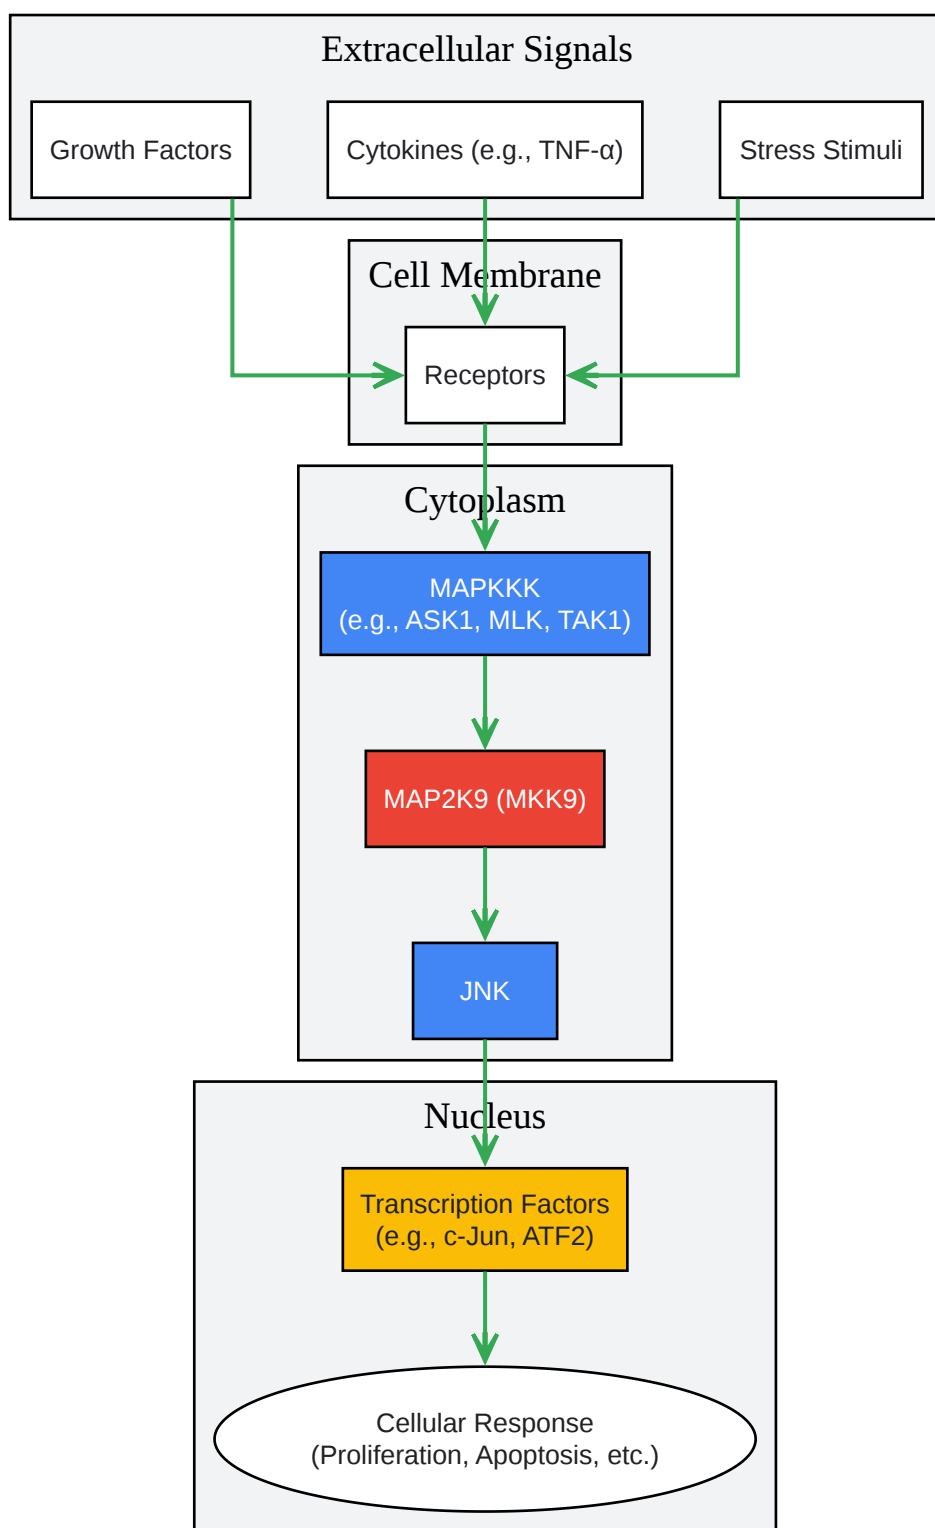 Extracellular Signals
Growth Factors
Cytokines (e.g., TNF-α)
Stress Stimuli
Cell Membrane
Receptors
Cytoplasm
MAPKKK
(e.g., ASK1, MLK, TAK1)
MAP2K9 (MKK9)
JNK
Nucleus
Transcription Factors
(e.g., c-Jun, ATF2)
Cellular Response
(Proliferation, Apoptosis, etc.)